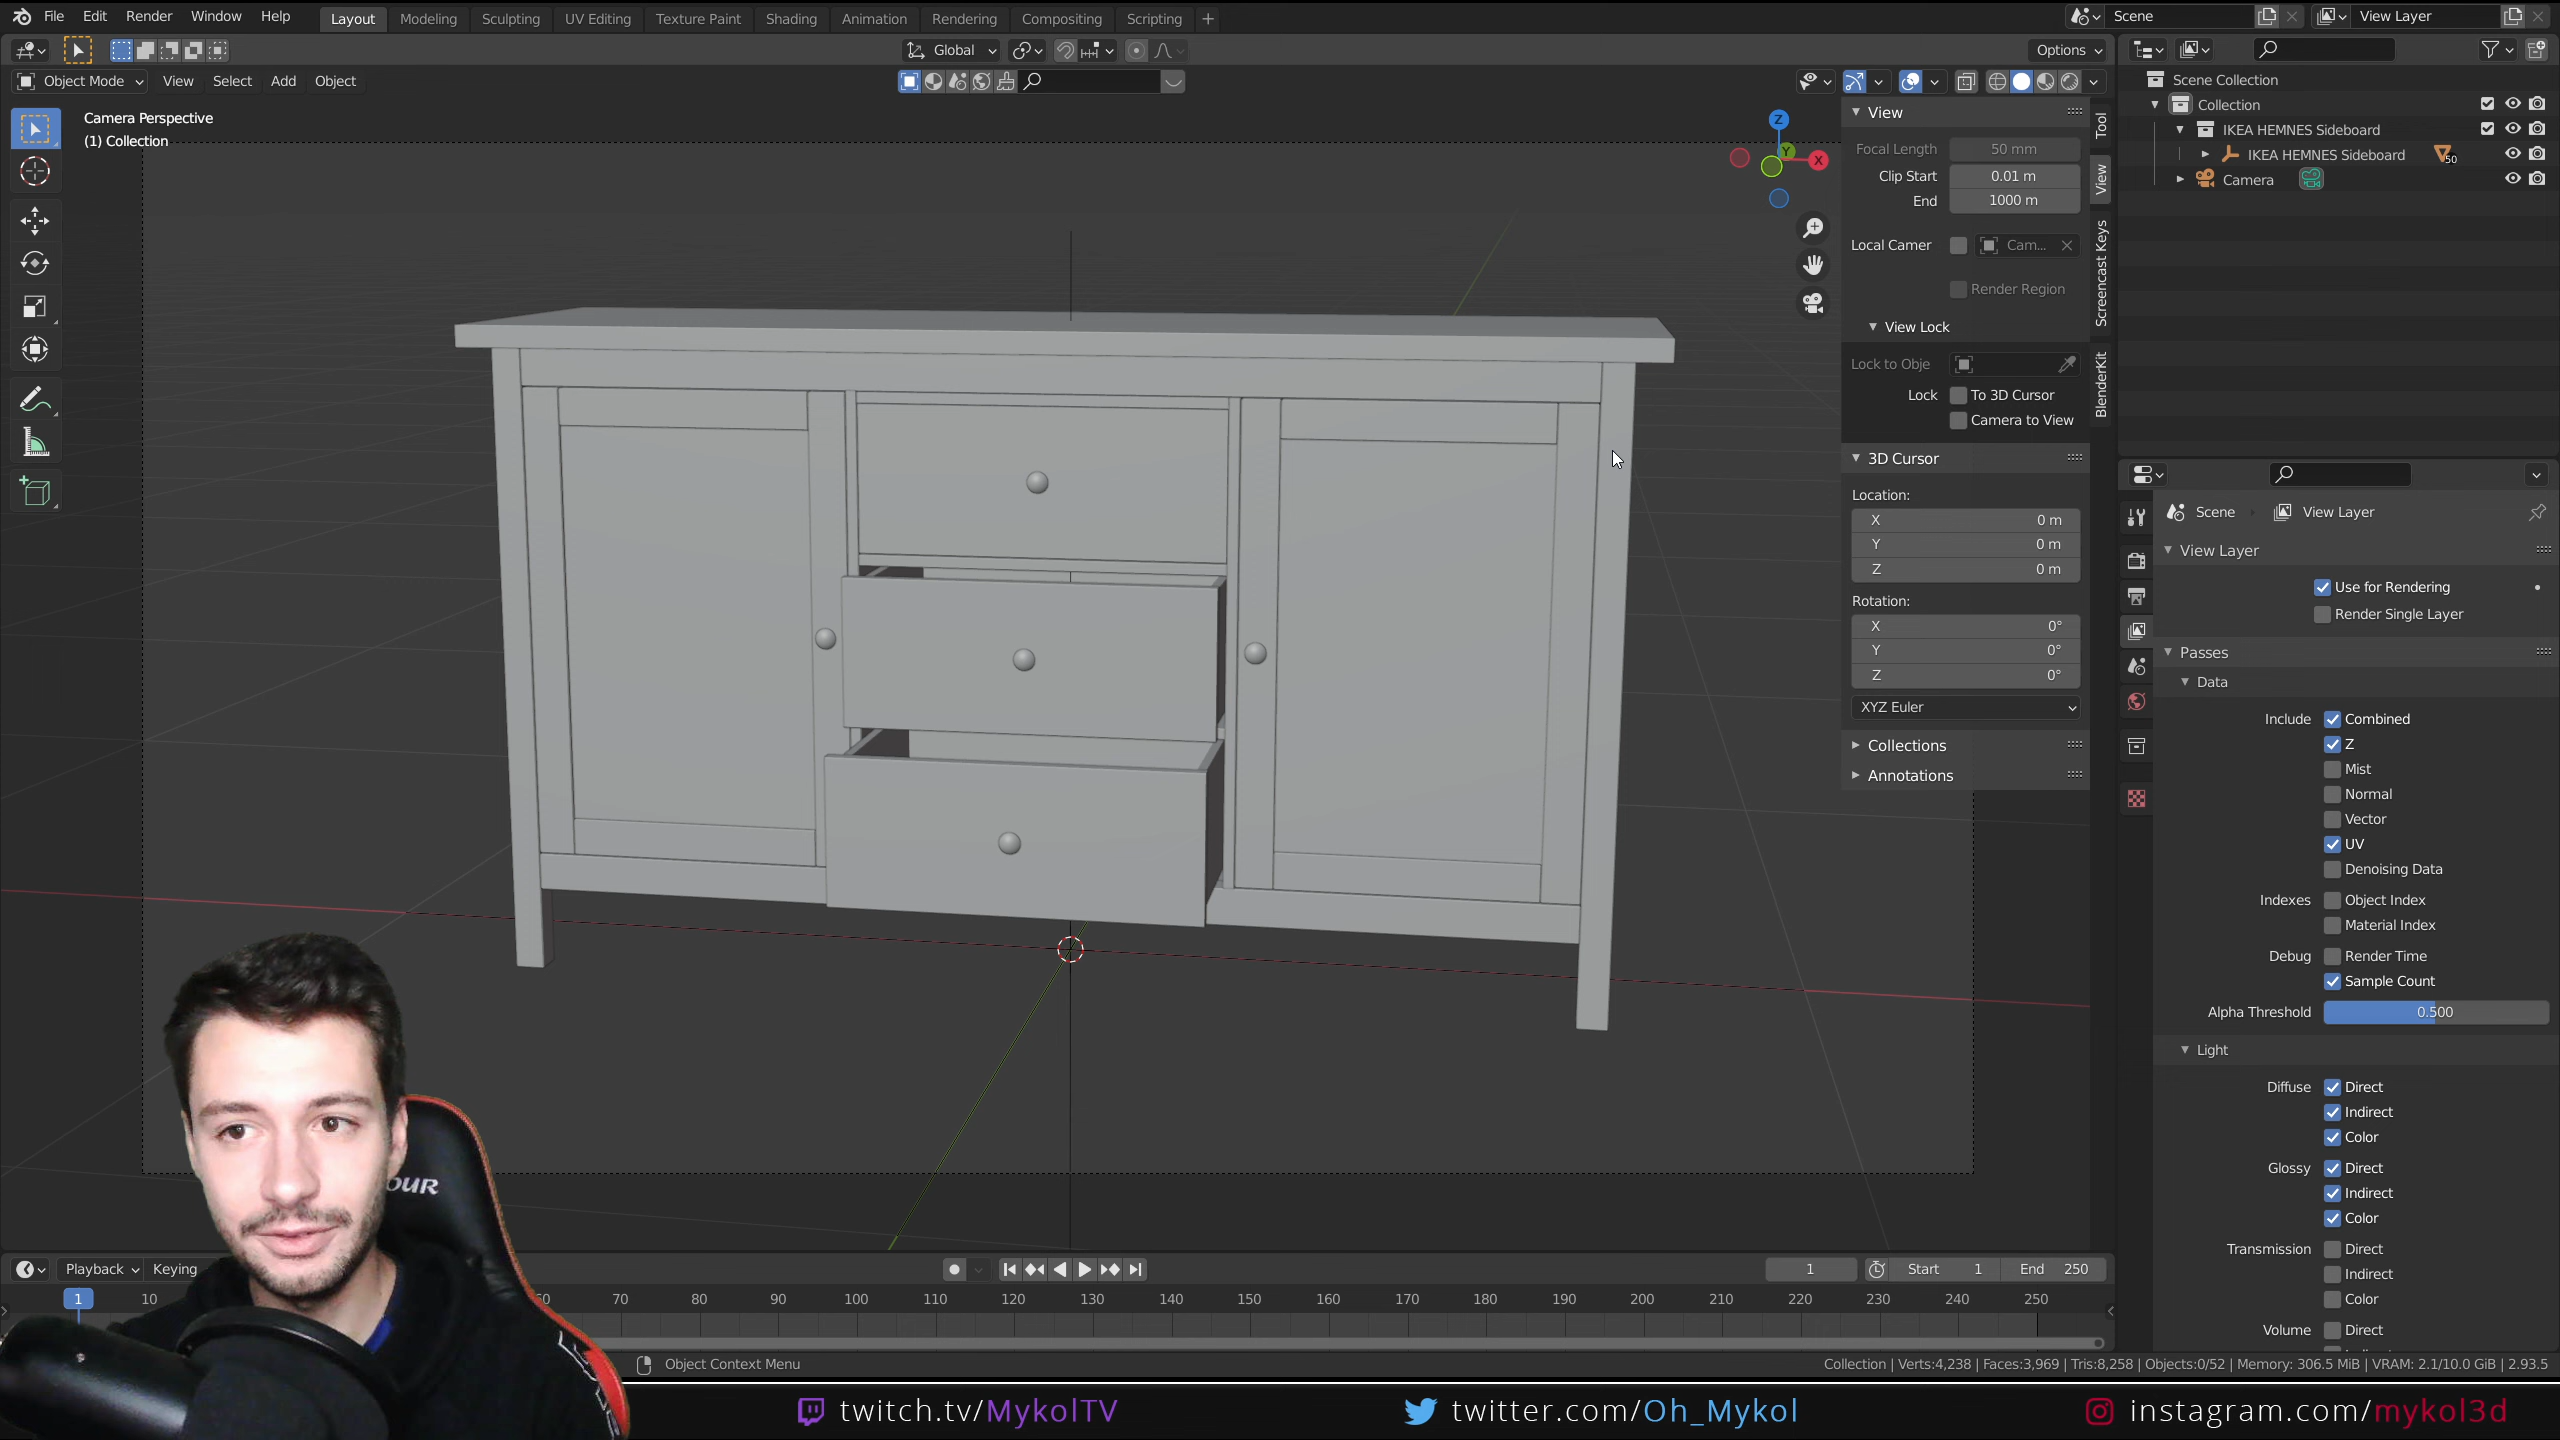 File Edit Render Window Help Layout Modeling Sculpting UV Editing Texture Paint Shading Animation Rendering Compositing Scripting + Scene View Layer
Global Options
Object Mode View Select Add Object
Camera Perspective
(1) Collection
Z
Y
X
View
Focal Length 50 mm
Clip Start 0.01 m
End 1000 m
Local Camer Cam...
Render Region
View Lock
Lock to Obje
Lock To 3D Cursor
Camera to View
3D Cursor
Location:
X 0 m
Y 0 m
Z 0 m
Rotation:
X 0°
Y 0°
Z 0°
XYZ Euler
Collections
Annotations
Tool
View
Screencast Keys
BlenderKit
Scene Collection
Collection
IKEA HEMNES Sideboard
IKEA HEMNES Sideboard 50
Camera
Scene View Layer
View Layer
Use for Rendering
Render Single Layer
Passes
Data
Include Combined
Z
Mist
Normal
Vector
UV
Denoising Data
Indexes Object Index
Material Index
Debug Render Time
Sample Count
Alpha Threshold 0.500
Light
Diffuse Direct
Indirect
Color
Glossy Direct
Indirect
Color
Transmission Direct
Indirect
Color
Volume Direct
OUR
Playback Keying 1 Start 1 End 250
1 10 60 70 80 90 100 110 120 130 140 150 160 170 180 190 200 210 220 230 240 250
Object Context Menu
Collection | Verts:4,238 | Faces:3,969 | Tris:8,258 | Objects:0/52 | Memory: 306.5 MiB | VRAM: 2.1/10.0 GiB | 2.93.5
twitch.tv/MykolTV twitter.com/Oh_Mykol instagram.com/mykol3d